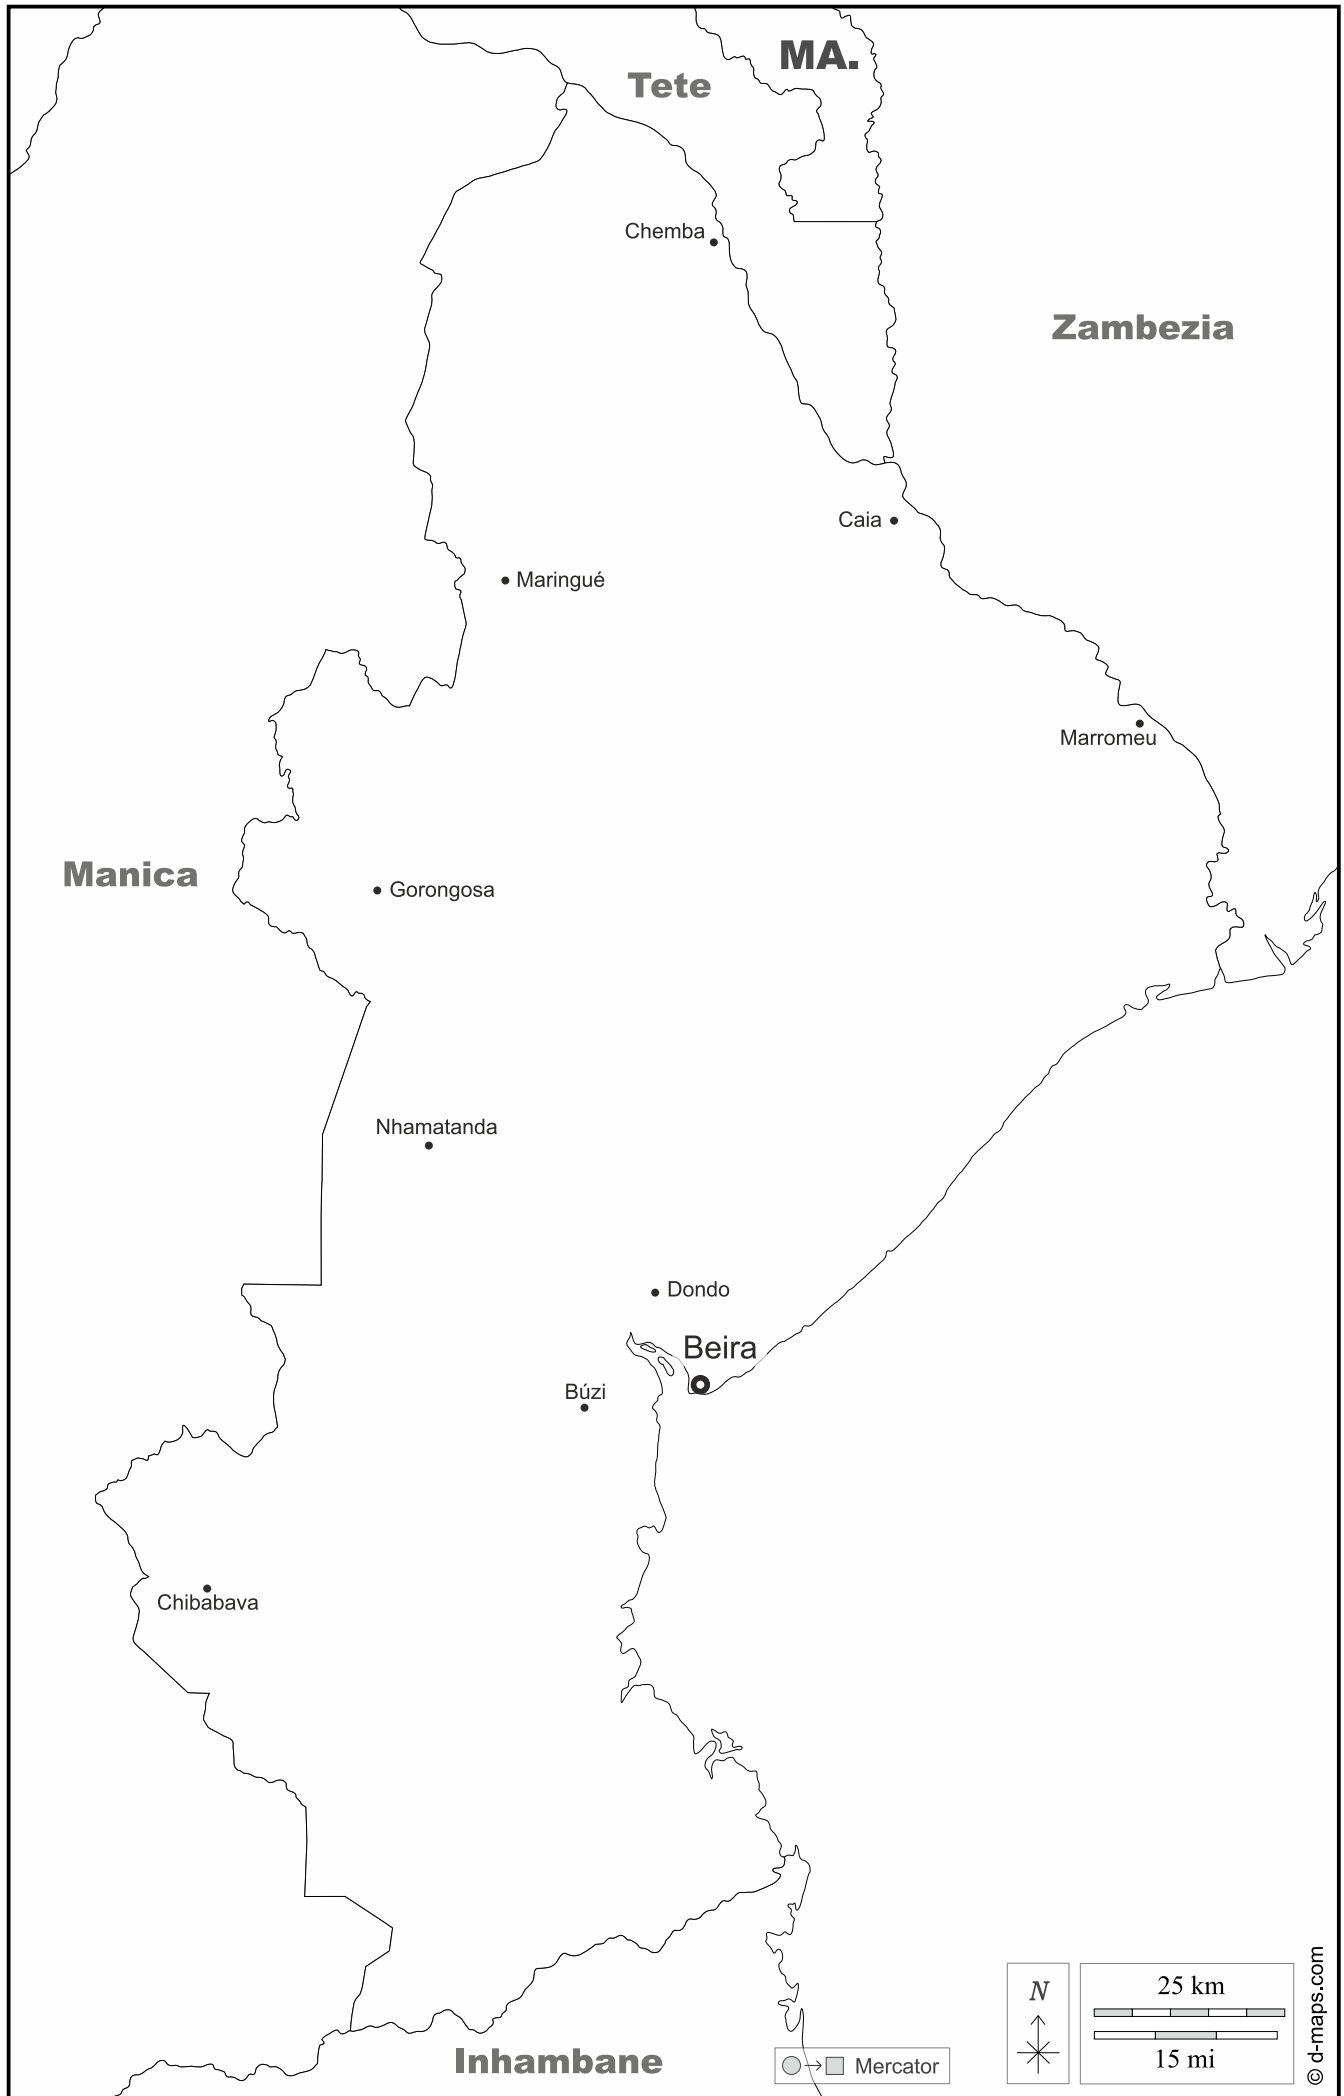 MA.
Tete
Chemba
Zambezia
Caia
Maringué
Marromeu
Manica
Gorongosa
Nhamatanda
Dondo
Beira
Búzi
Chibabava
N
25 km
15 mi
Inhambane
Mercator
© d-maps.com